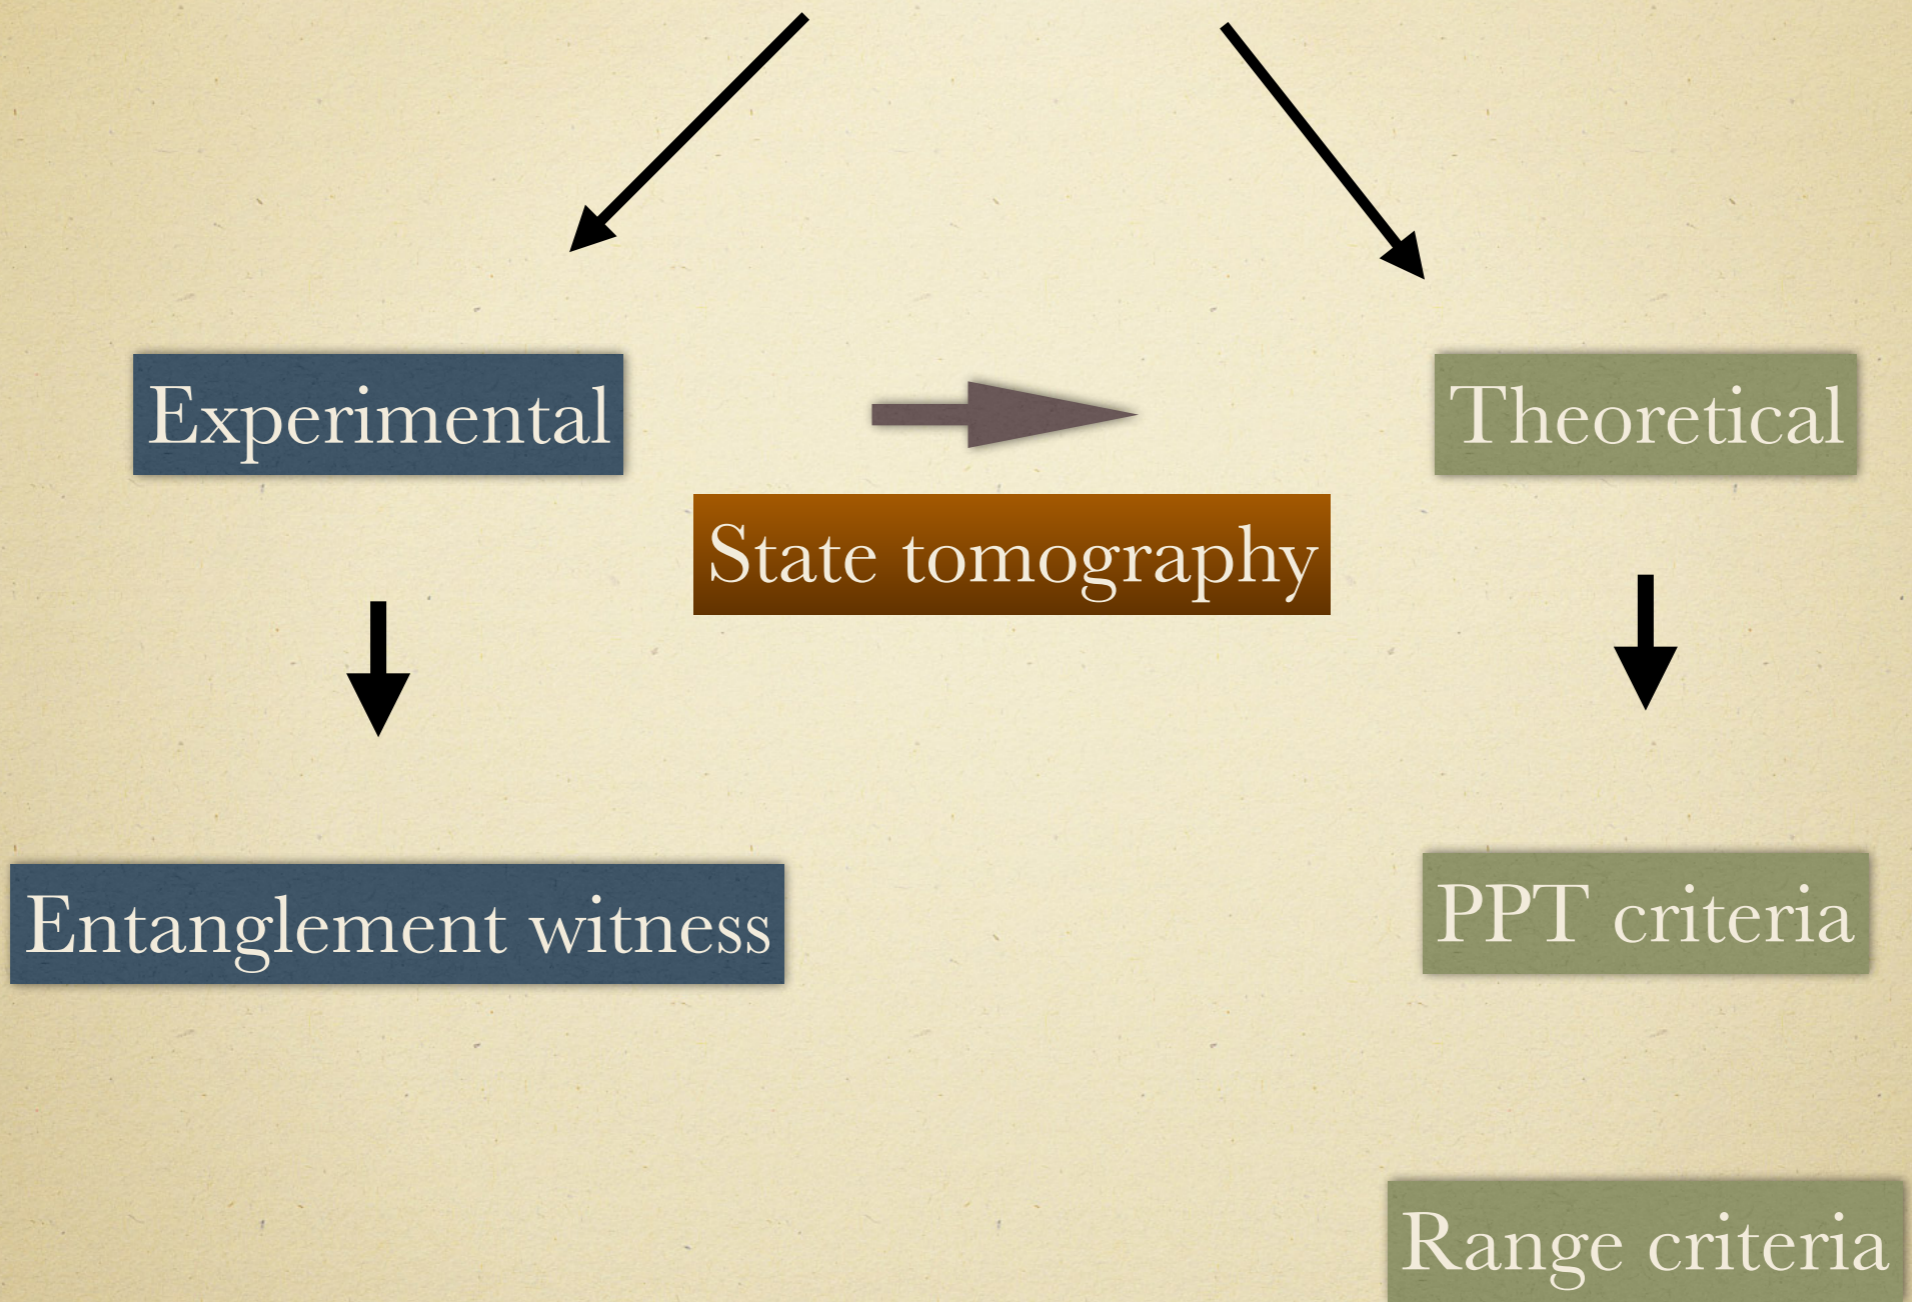 Experimental
Theoretical
State tomography
Entanglement witness
PPT criteria
Range criteria